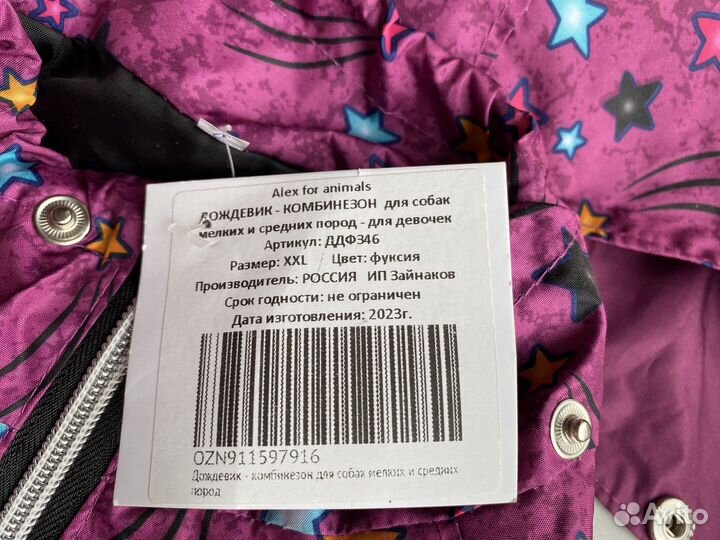 Alex for animals
ДОЖДЕВИК - КОМБИНЕЗОН для собак
мелких и средних пород - для девочек
Артикул: ДДФ346
Размер: XXL / Цвет: фуксия
Производитель: РОССИЯ ИП Зайнаков
Срок годности: не ограничен
Дата изготовления: 2023г.
OZN911597916
Дождевик - комбинезон для собак мелких и средних
пород
Avito